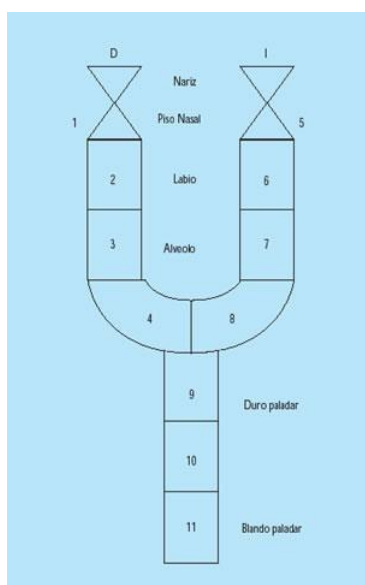 D I
Nariz
1 Piso Nasal 5
2 Labio 6
3 Alveolo 7
4 8
9 Duro paladar
10
11 Blando paladar